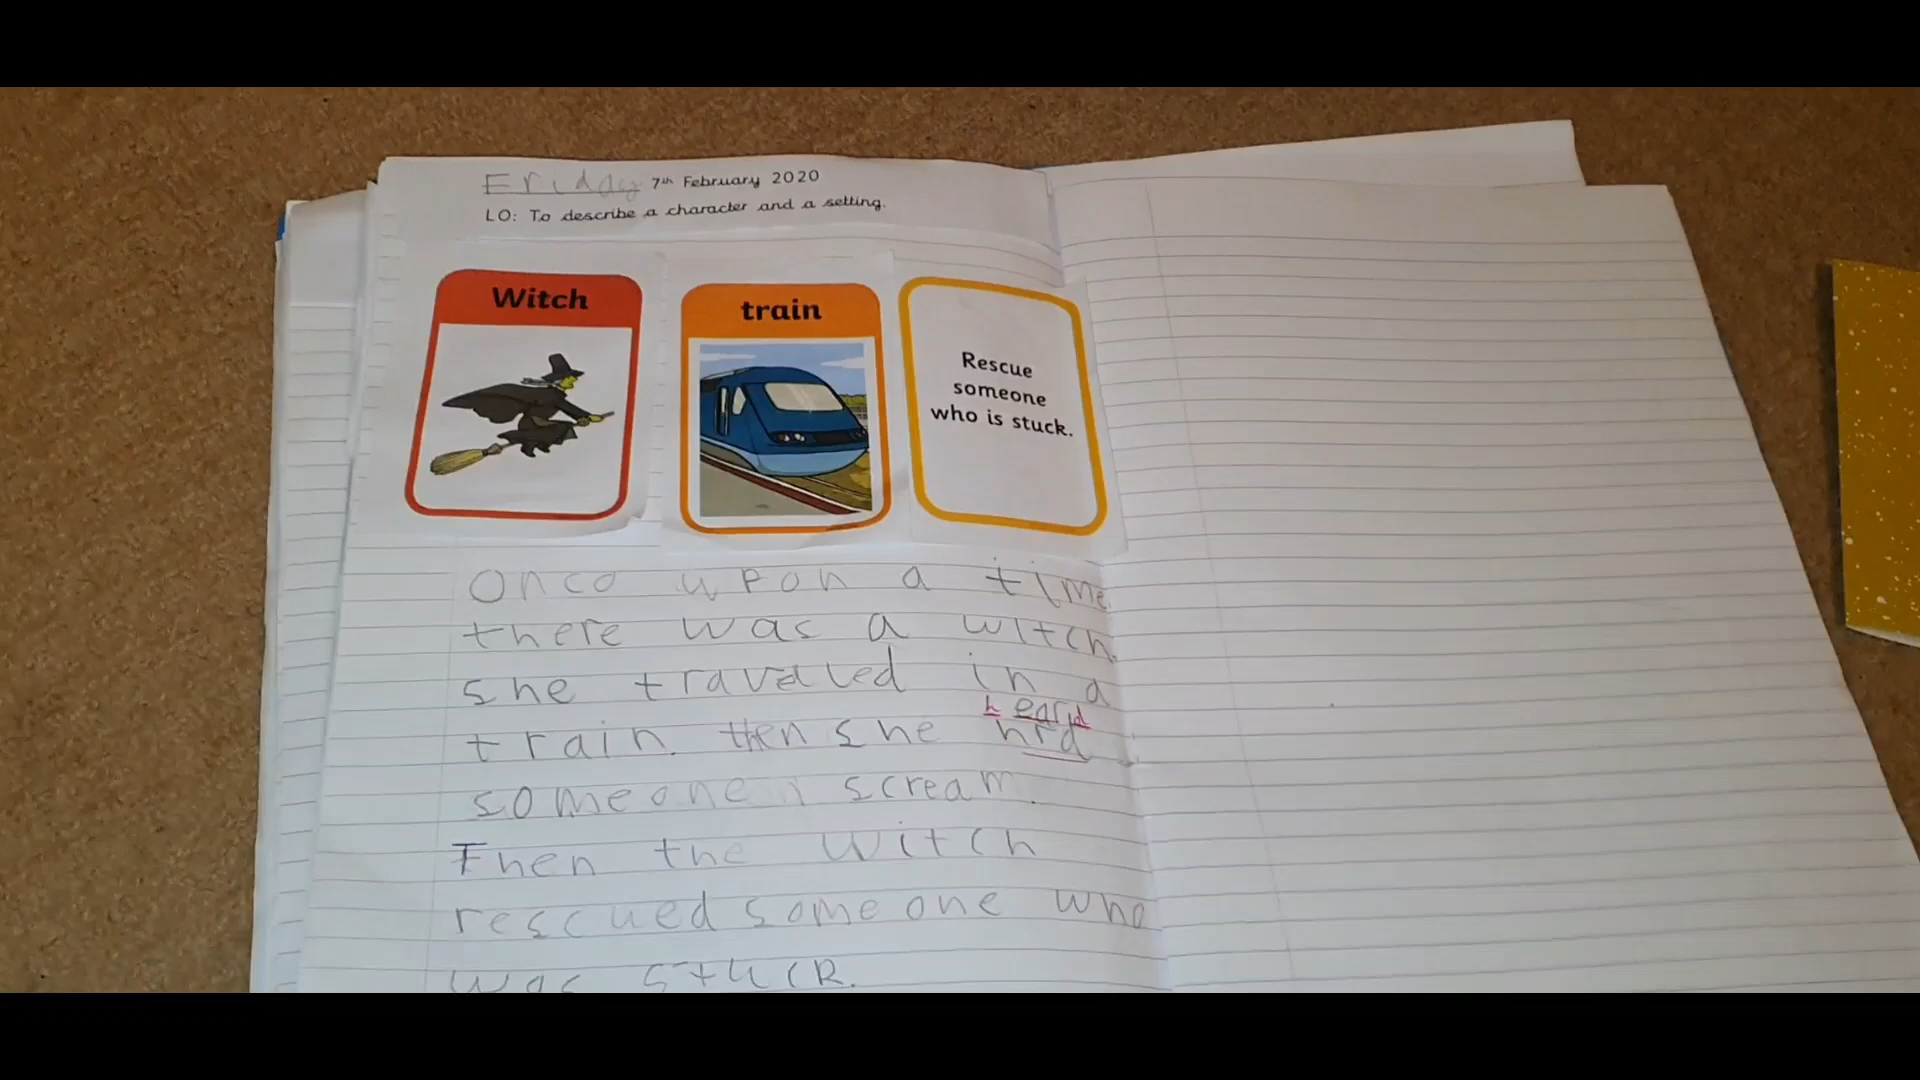 Friday 7th February 2020
LO: To describe a character and a setting.
Witch
train
Rescue
someone
who is stuck.
Once upon a time
there was a witch.
she travelled in a
heard
train. then she hrd
someone scream.
Then the witch
rescued someone who
was stuck.